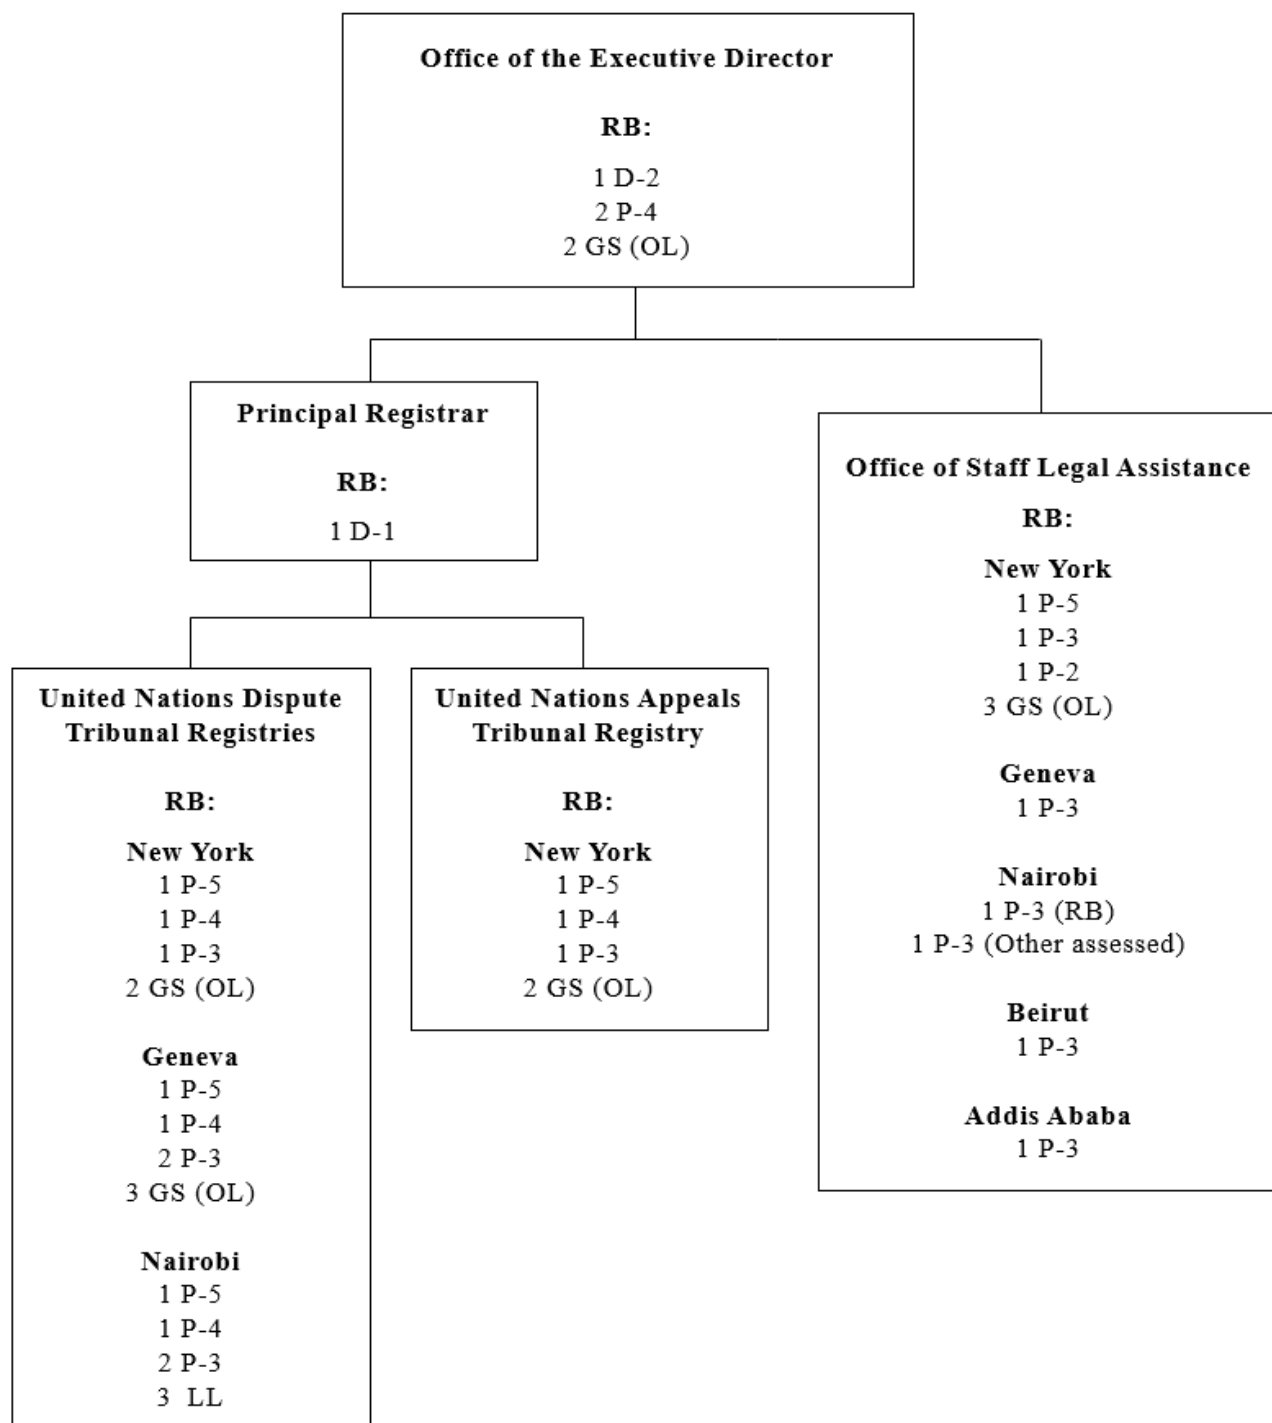 Office of the Executive Director
RB:
1 D-2
2 P-4
2 GS (OL)
Principal Registrar
RB:
1 D-1
United Nations Dispute
Tribunal Registries
RB:
New York
1 P-5
1 P-4
1 P-3
2 GS (OL)
Geneva
1 P-5
1 P-4
2 P-3
3 GS (OL)
Nairobi
1 P-5
1 P-4
2 P-3
3 LL
United Nations Appeals
Tribunal Registry
RB:
New York
1 P-5
1 P-4
1 P-3
2 GS (OL)
Office of Staff Legal Assistance
RB:
New York
1 P-5
1 P-3
1 P-2
3 GS (OL)
Geneva
1 P-3
Nairobi
1 P-3 (RB)
1 P-3 (Other assessed)
Beirut
1 P-3
Addis Ababa
1 P-3